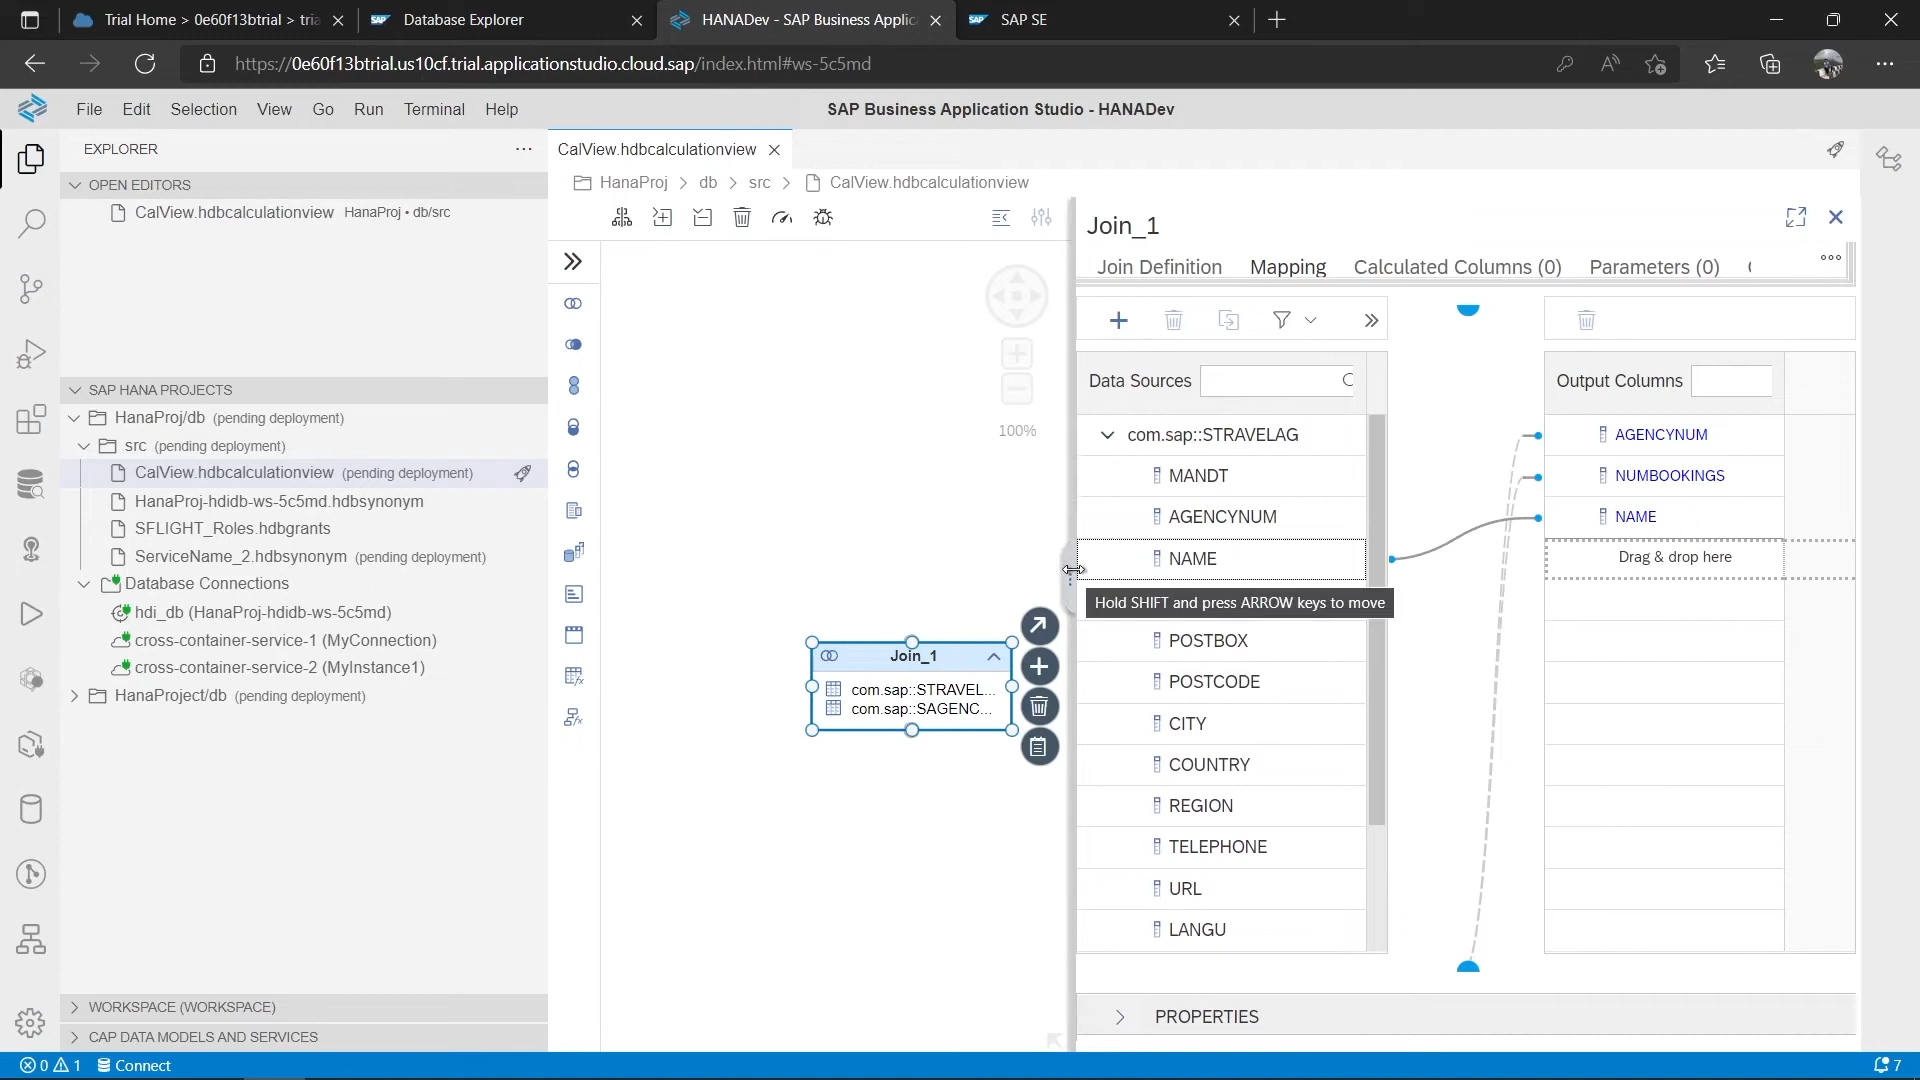 Trial Home > 0e60f13btrial > tria
Database Explorer
HANADev - SAP Business Applic
SAP SE
https://0e60f13btrial.us10cf.trial.applicationstudio.cloud.sap/index.html#ws-5c5md
File Edit Selection View Go Run Terminal Help
SAP Business Application Studio - HANADev
EXPLORER
OPEN EDITORS
CalView.hdbcalculationview HanaProj • db/src
SAP HANA PROJECTS
HanaProj/db (pending deployment)
src (pending deployment)
CalView.hdbcalculationview (pending deployment)
HanaProj-hdidb-ws-5c5md.hdbsynonym
SFLIGHT_Roles.hdbgrants
ServiceName_2.hdbsynonym (pending deployment)
Database Connections
hdi_db (HanaProj-hdidb-ws-5c5md)
cross-container-service-1 (MyConnection)
cross-container-service-2 (MyInstance1)
HanaProject/db (pending deployment)
WORKSPACE (WORKSPACE)
CAP DATA MODELS AND SERVICES
0 1 Connect
CalView.hdbcalculationview
HanaProj > db > src > CalView.hdbcalculationview
100%
Join_1
com.sap::STRAVEL...
com.sap::SAGENC...
Join_1
Join Definition Mapping Calculated Columns (0) Parameters (0)
Data Sources
com.sap::STRAVELAG
MANDT
AGENCYNUM
NAME
Hold SHIFT and press ARROW keys to move
POSTBOX
POSTCODE
CITY
COUNTRY
REGION
TELEPHONE
URL
LANGU
Output Columns
AGENCYNUM
NUMBOOKINGS
NAME
Drag & drop here
PROPERTIES
7